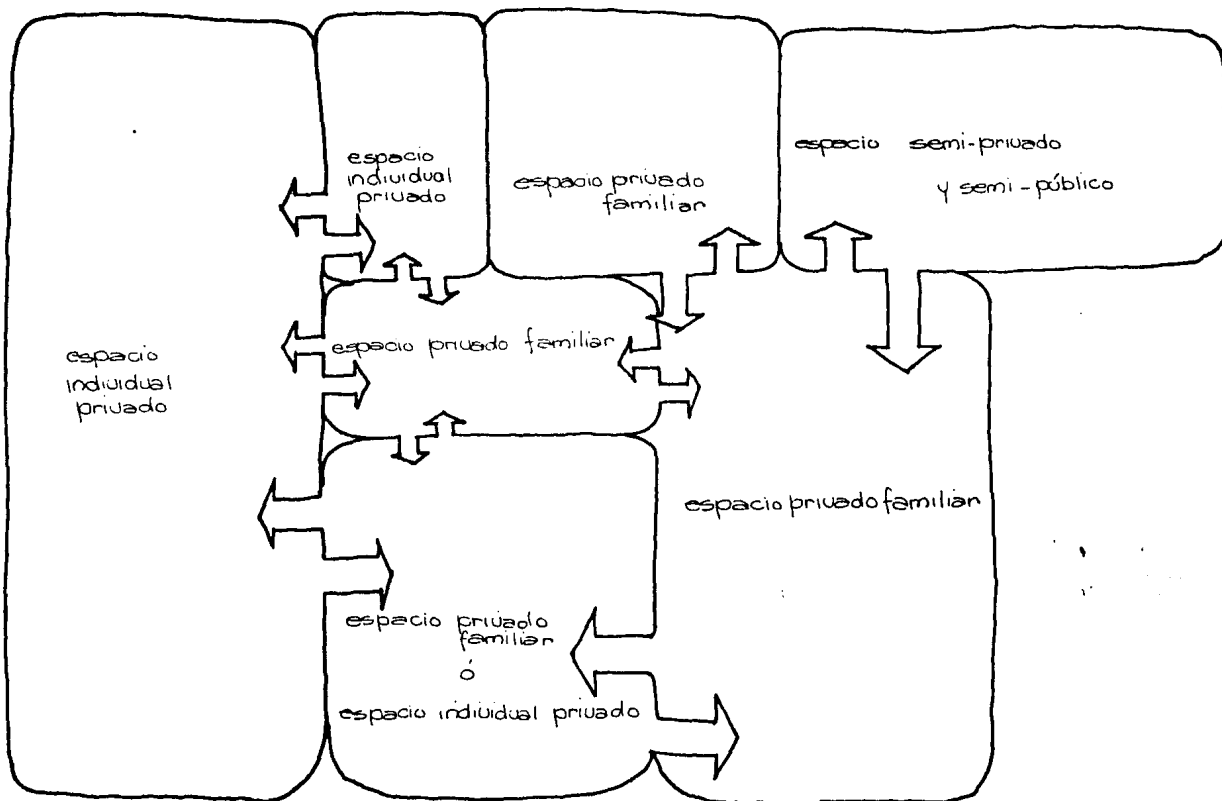 espacio
individual
privado
espacio privado
familiar
espacio semi-privado
y semi-público
espacio privado familiar
espacio
individual
privado
espacio privado familiar
espacio privado
familiar
ó
espacio individual privado